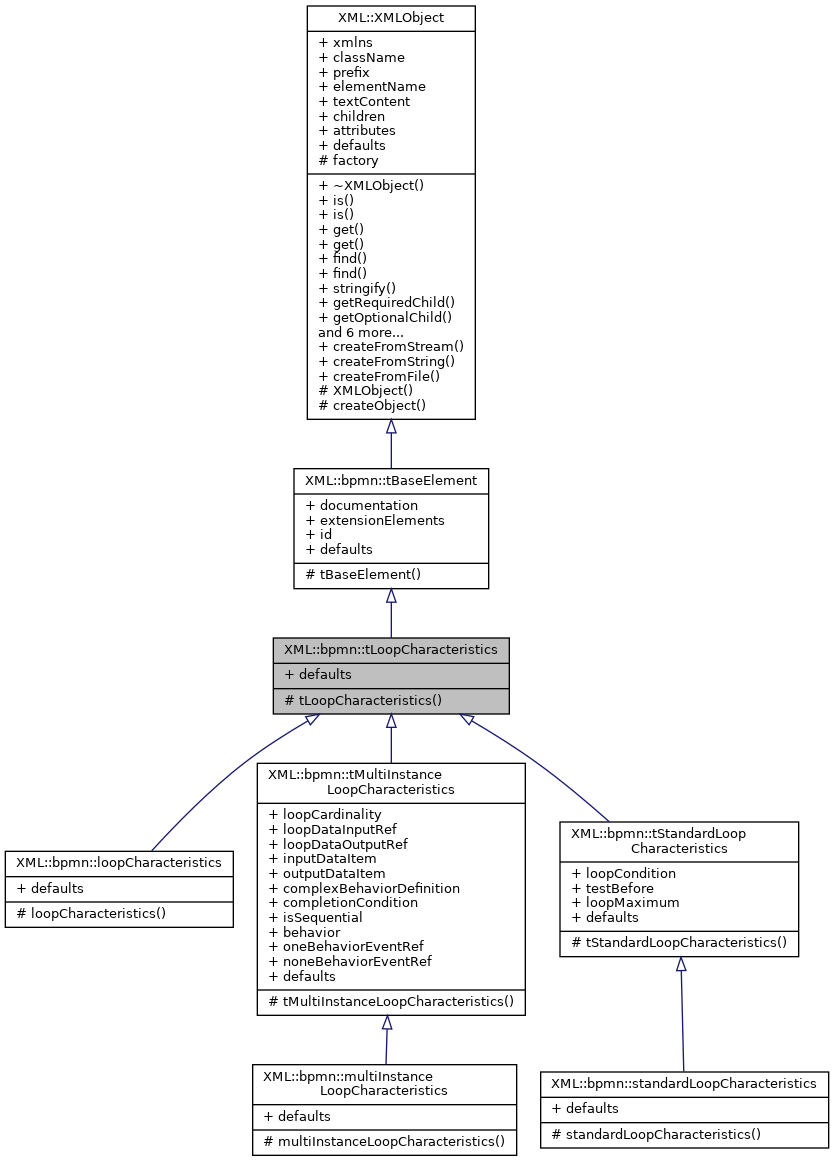 XML::XMLObject
+ xmlns
+ className
+ prefix
+ elementName
+ textContent
+ children
+ attributes
+ defaults
# factory
+ ~XMLObject()
+ is()
+ is()
+ get()
+ get()
+ find()
+ find()
+ stringify()
+ getRequiredChild()
+ getOptionalChild()
and 6 more...
+ createFromStream()
+ createFromString()
+ createFromFile()
# XMLObject()
# createObject()
XML::bpmn::tBaseElement
+ documentation
+ extensionElements
+ id
+ defaults
# tBaseElement()
XML::bpmn::tLoopCharacteristics
+ defaults
# tLoopCharacteristics()
XML::bpmn::loopCharacteristics
+ defaults
# loopCharacteristics()
XML::bpmn::tMultiInstance
LoopCharacteristics
+ loopCardinality
+ loopDataInputRef
+ loopDataOutputRef
+ inputDataItem
+ outputDataItem
+ complexBehaviorDefinition
+ completionCondition
+ isSequential
+ behavior
+ oneBehaviorEventRef
+ noneBehaviorEventRef
+ defaults
# tMultiInstanceLoopCharacteristics()
XML::bpmn::tStandardLoop
Characteristics
+ loopCondition
+ testBefore
+ loopMaximum
+ defaults
# tStandardLoopCharacteristics()
XML::bpmn::multiInstance
LoopCharacteristics
+ defaults
# multiInstanceLoopCharacteristics()
XML::bpmn::standardLoopCharacteristics
+ defaults
# standardLoopCharacteristics()